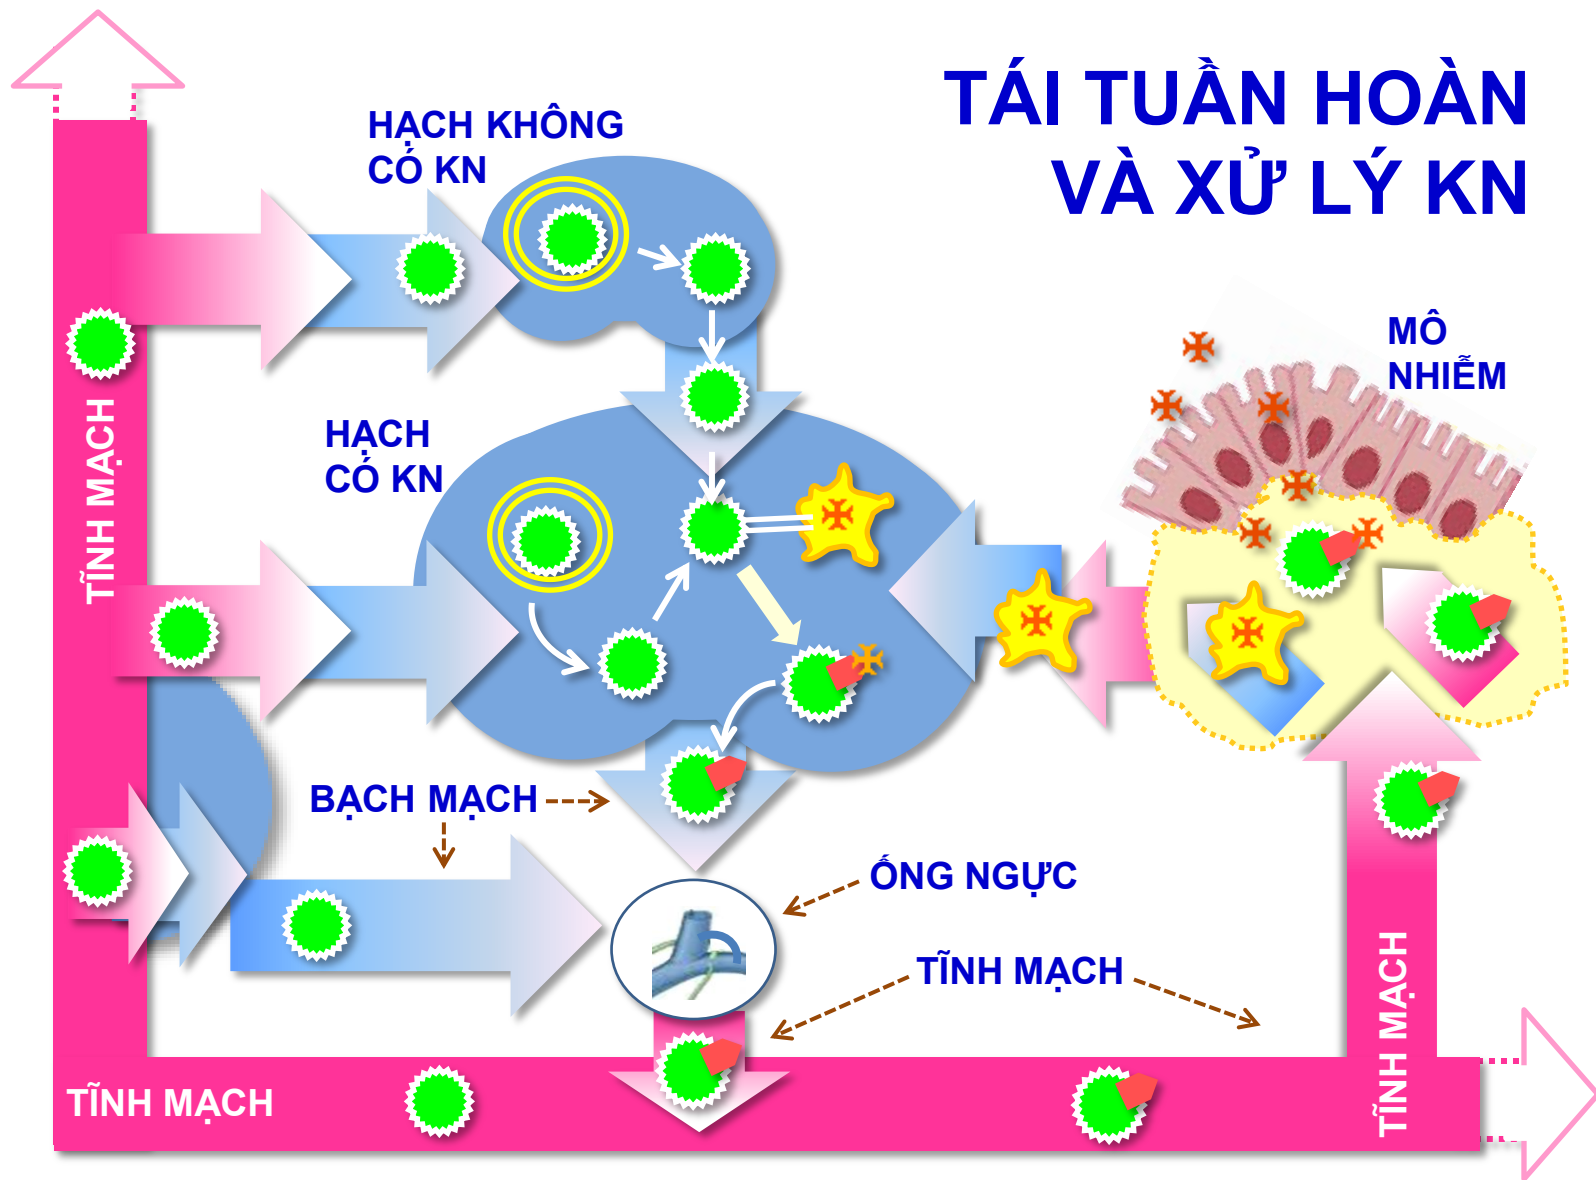 TÁI TUẦN HOÀN
VÀ XỬ LÝ KN
HẠCH KHÔNG
CÓ KN
MÔ
NHIỄM
HẠCH
CÓ KN
TĨNH MẠCH
BẠCH MẠCH
ỐNG NGỰC
TĨNH MẠCH
TĨNH MẠCH
TĨNH MẠCH